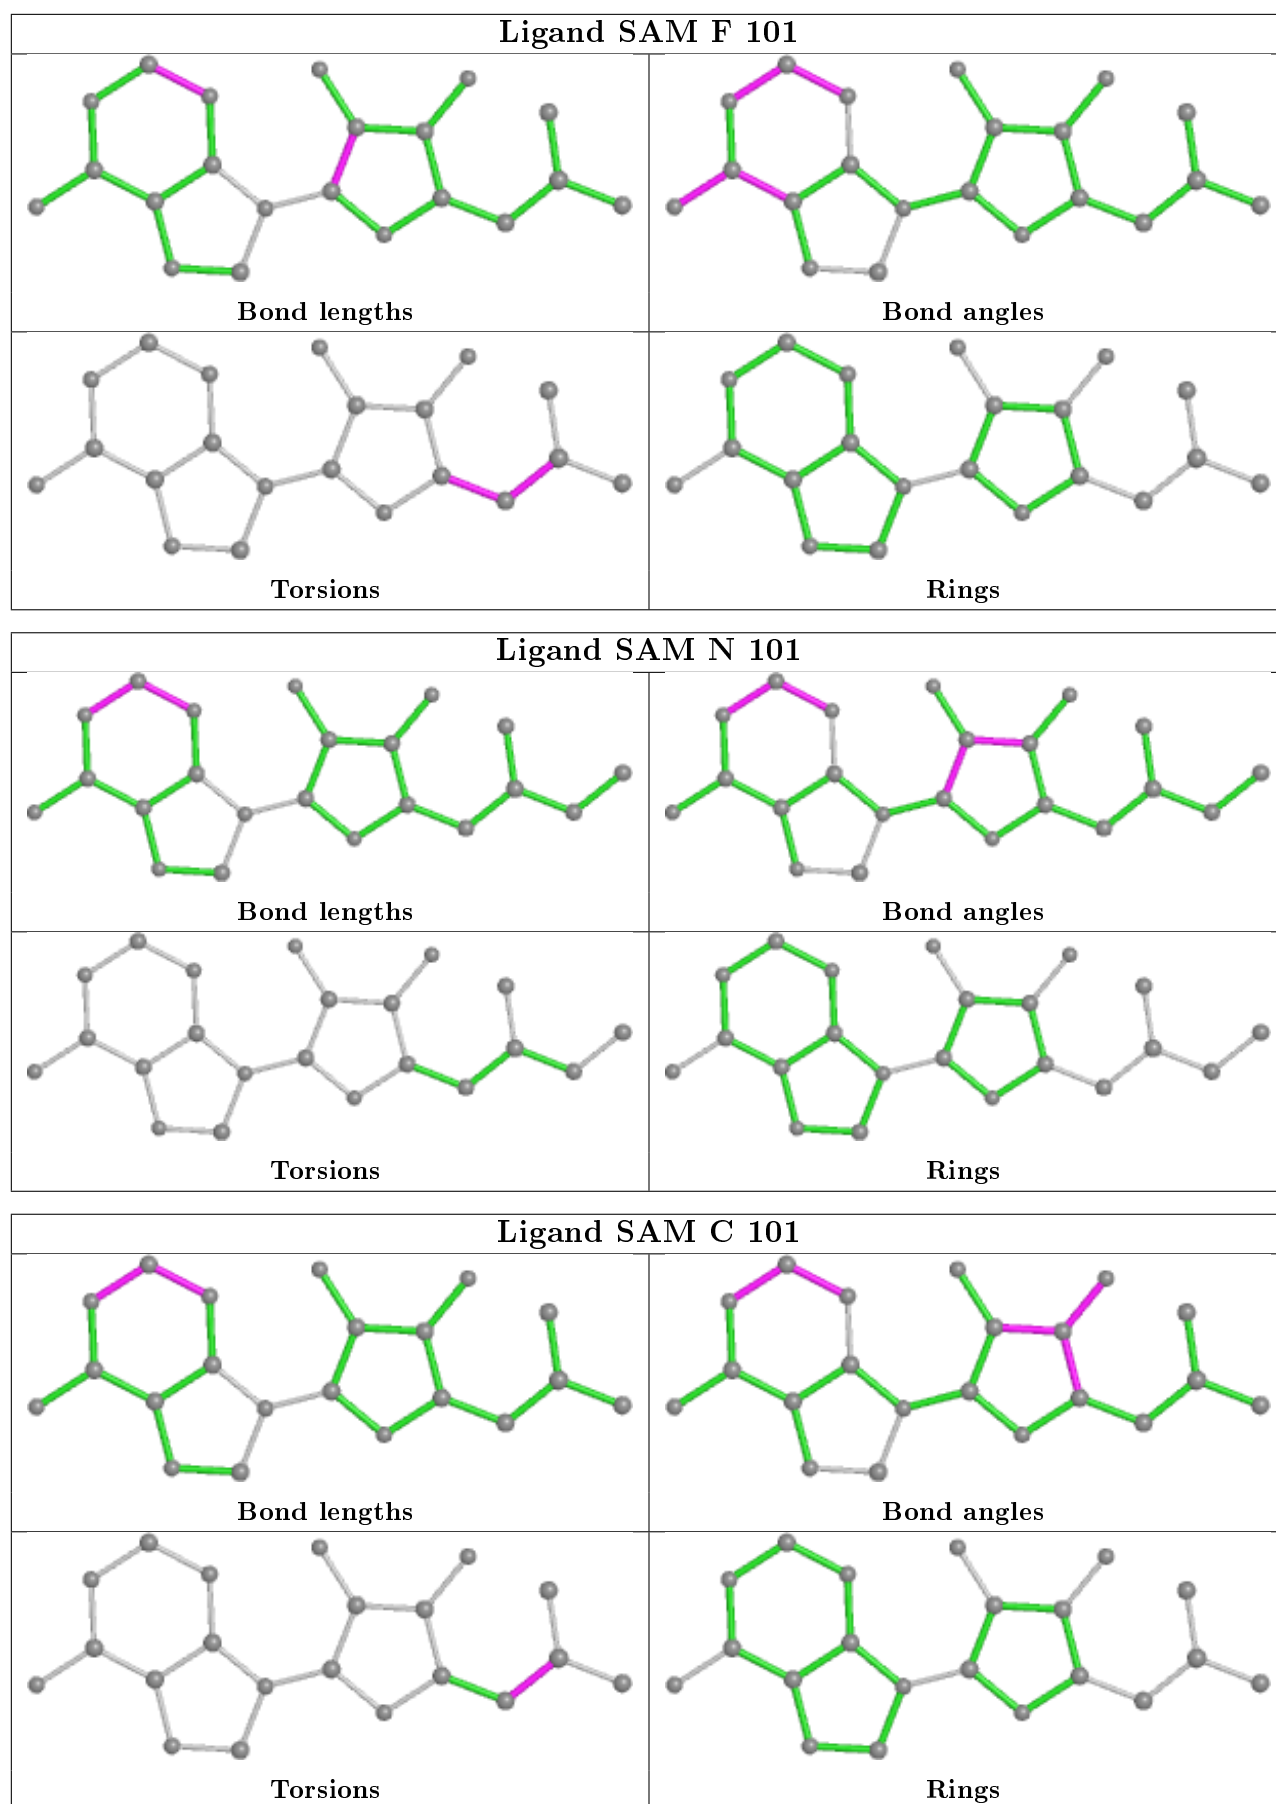 Ligand SAM F 101
Bond lengths
Bond angles
Torsions
Rings
Ligand SAM N 101
Bond lengths
Bond angles
Torsions
Rings
Ligand SAM C 101
Bond lengths
Bond angles
Torsions
Rings